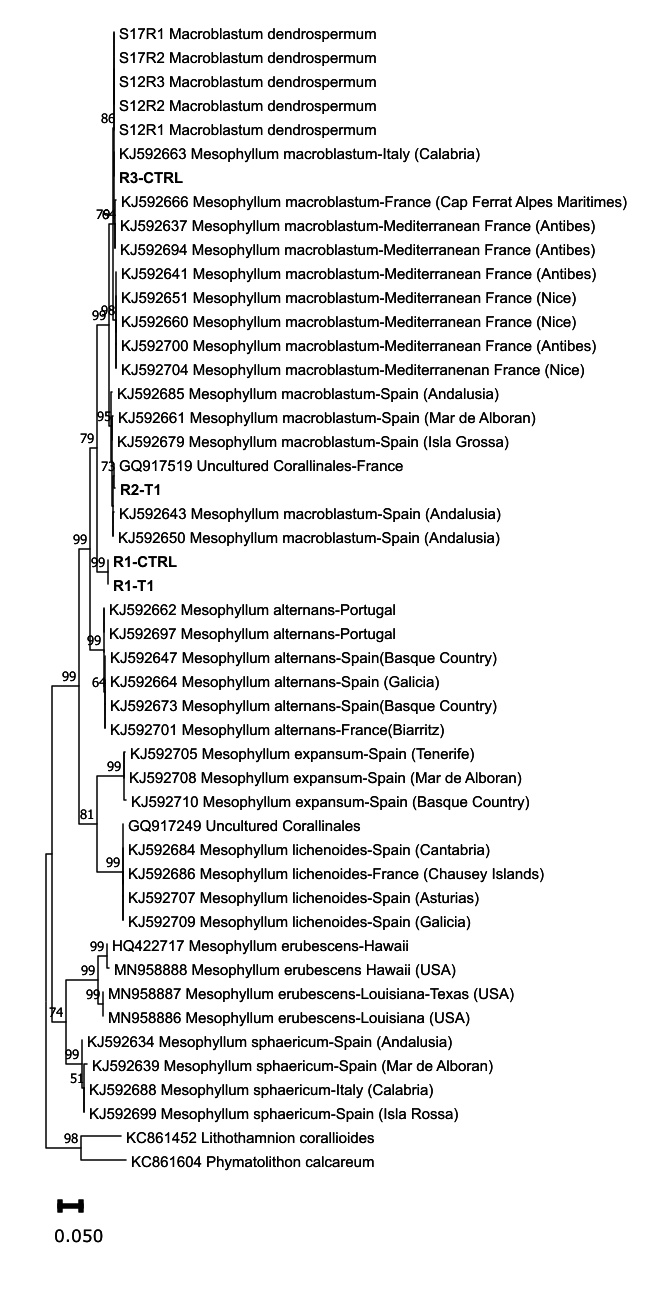 S17R1 Macroblastum dendrospermum
S17R2 Macroblastum dendrospermum
S12R3 Macroblastum dendrospermum
S12R2 Macroblastum dendrospermum
86
S12R1 Macroblastum dendrospermum
KJ592663 Mesophyllum macroblastum-Italy (Calabria)
R3-CTRL
KJ592666 Mesophyllum macroblastum-France (Cap Ferrat Alpes Maritimes)
KJ592637 Mesophyllum macroblastum-Mediterranean France (Antibes)
KJ592694 Mesophyllum macroblastum-Mediterranean France (Antibes)
KJ592641 Mesophyllum macroblastum-Mediterranean France (Antibes)
KJ592651 Mesophyllum macroblastum-Mediterranean France (Nice)
98
99
KJ592660 Mesophyllum macroblastum-Mediterranean France (Nice)
KJ592700 Mesophyllum macroblastum-Mediterranean France (Antibes)
KJ592704 Mesophyllum macroblastum-Mediterranenan France (Nice)
KJ592685 Mesophyllum macroblastum-Spain (Andalusia)
95
KJ592661 Mesophyllum macroblastum-Spain (Mar de Alboran)
79
KJ592679 Mesophyllum macroblastum-Spain (Isla Grossa)
73
GQ917519 Uncultured Corallinales-France
R2-T1
KJ592643 Mesophyllum macroblastum-Spain (Andalusia)
99
KJ592650 Mesophyllum macroblastum-Spain (Andalusia)
99
R1-CTRL
R1-T1
KJ592662 Mesophyllum alternans-Portugal
99
KJ592697 Mesophyllum alternans-Portugal
KJ592647 Mesophyllum alternans-Spain(Basque Country)
99
64
KJ592664 Mesophyllum alternans-Spain (Galicia)
KJ592673 Mesophyllum alternans-Spain(Basque Country)
KJ592701 Mesophyllum alternans-France(Biarritz)
KJ592705 Mesophyllum expansum-Spain (Tenerife)
99
KJ592708 Mesophyllum expansum-Spain (Mar de Alboran)
KJ592710 Mesophyllum expansum-Spain (Basque Country)
81
GQ917249 Uncultured Corallinales
KJ592684 Mesophyllum lichenoides-Spain (Cantabria)
99
KJ592686 Mesophyllum lichenoides-France (Chausey Islands)
KJ592707 Mesophyllum lichenoides-Spain (Asturias)
KJ592709 Mesophyllum lichenoides-Spain (Galicia)
99
HQ422717 Mesophyllum erubescens-Hawaii
99
MN958888 Mesophyllum erubescens Hawaii (USA)
99
MN958887 Mesophyllum erubescens-Louisiana-Texas (USA)
74
MN958886 Mesophyllum erubescens-Louisiana (USA)
KJ592634 Mesophyllum sphaericum-Spain (Andalusia)
99
KJ592639 Mesophyllum sphaericum-Spain (Mar de Alboran)
51
KJ592688 Mesophyllum sphaericum-Italy (Calabria)
KJ592699 Mesophyllum sphaericum-Spain (Isla Rossa)
98
KC861452 Lithothamnion corallioides
KC861604 Phymatolithon calcareum
0.050